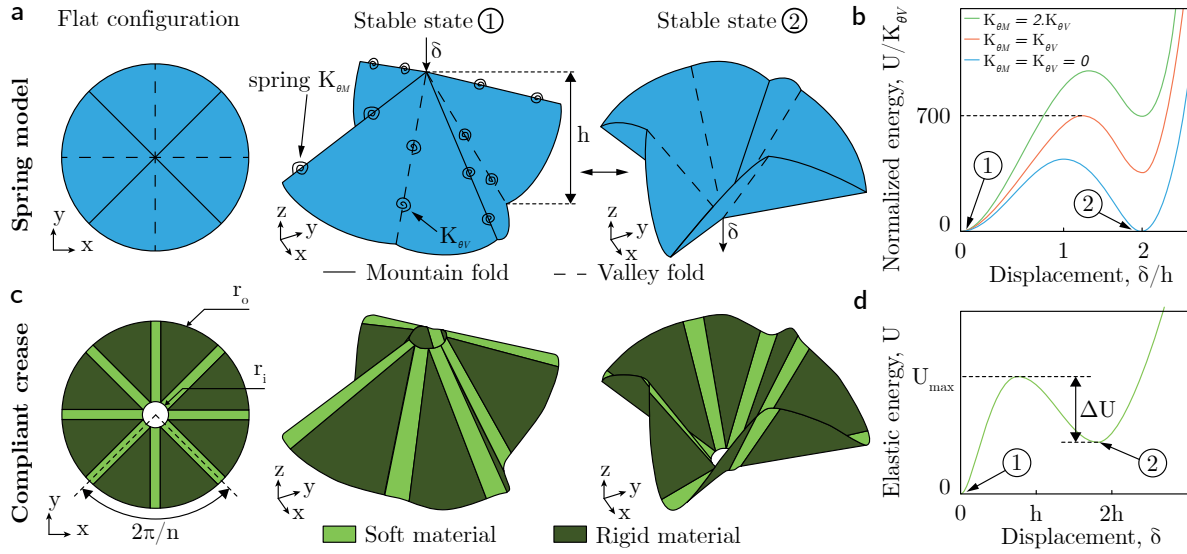 a
Flat configuration
Stable state ①
Stable state ②
Spring model
spring K_θM
δ
h
K_θV
δ
y
x
z
y
x
z
y
x
Mountain fold
Valley fold
b
Normalized energy, U/K_θV
K_θM = 2.K_θV
K_θM = K_θV
K_θM = K_θV = 0
700
0
①
②
0
1
2
Displacement, δ/h
c
Compliant crease
r_o
r_i
2π/n
y
x
z
y
x
z
y
x
Soft material
Rigid material
d
Elastic energy, U
U_max
ΔU
①
②
0
0
h
2h
Displacement, δ